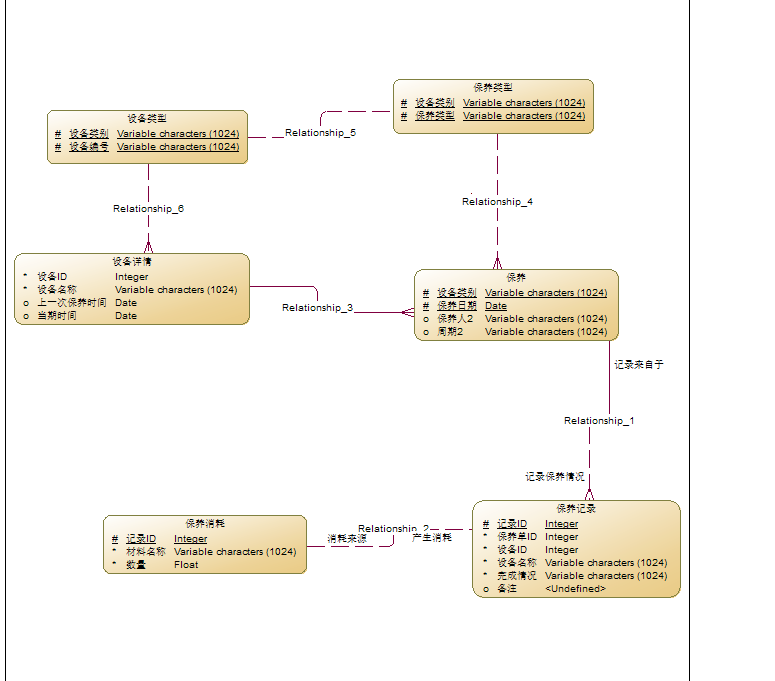 保养类型
# 设备类别 Variable characters (1024)
# 保养类型 Variable characters (1024)
设备类型
# 设备类别 Variable characters (1024)
# 设备编号 Variable characters (1024)
Relationship_5
Relationship_6
Relationship_4
设备详情
* 设备ID Integer
* 设备名称 Variable characters (1024)
o 上一次保养时间 Date
o 当期时间 Date
Relationship_3
保养
# 设备类别 Variable characters (1024)
# 保养日期 Date
o 保养人2 Variable characters (1024)
o 周期2 Variable characters (1024)
记录来自于
Relationship_1
记录保养情况
保养消耗
# 记录ID Integer
* 材料名称 Variable characters (1024)
* 数量 Float
Relationship_2
消耗来源
产生消耗
保养记录
# 记录ID Integer
* 保养单ID Integer
* 设备ID Integer
* 设备名称 Variable characters (1024)
* 完成情况 Variable characters (1024)
o 备注 <Undefined>